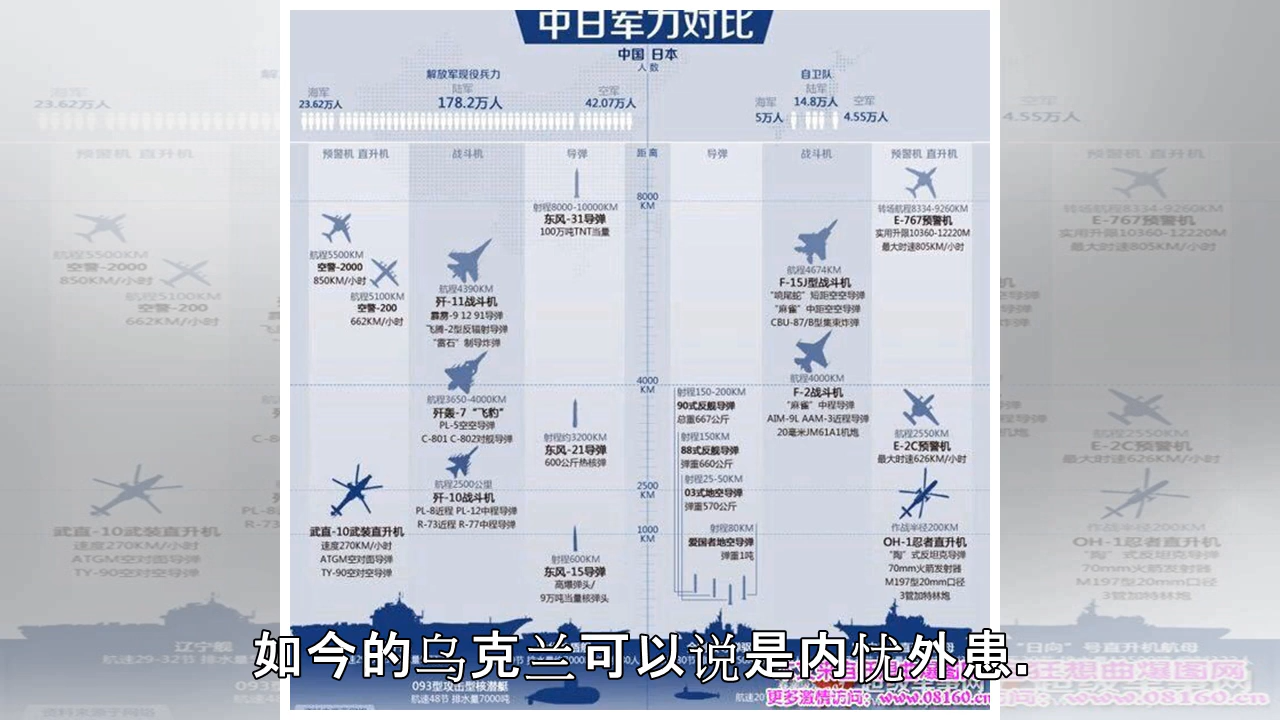 中日军力对比
中国 日本
人数
解放军现役兵力
自卫队
海军
23.62万人
陆军
178.2万人
空军
42.07万人
海军
5万人
陆军
14.8万人
空军
4.55万人
预警机 直升机
战斗机
导弹
距离
导弹
战斗机
预警机 直升机
8000
KM
4000
KM
2500
KM
1000
KM
航程5500KM
空警-2000
850KM/小时
航程5100KM
空警-200
662KM/小时
武直-10武装直升机
速度270KM/小时
ATGM空对面导弹
TY-90空对空导弹
航程4390KM
歼-11战斗机
霹雳-9 12 91导弹
飞腾-2型反辐射导弹
“雷石”制导炸弹
航程3650-4000KM
歼轰-7“飞豹”
PL-5空空导弹
C-801 C-802对舰导弹
航程2500公里
歼-10战斗机
PL-8近程 PL-12中程导弹
R-73近程 R-77中程导弹
射程8000-10000KM
东风-31导弹
100万吨TNT当量
射程约3200KM
东风-21导弹
600公斤热核弹
射程600KM
东风-15导弹
高爆弹头/
9万吨当量核弹头
射程150-200KM
90式反舰导弹
总重667公斤
射程150KM
88式反舰导弹
弹重660公斤
射程25-50KM
03式地空导弹
弹重570公斤
射程80KM
爱国者地空导弹
弹重1吨
航程4674KM
F-15J型战斗机
“响尾蛇”短距空空导弹
“麻雀”中距空空导弹
CBU-87/B型集束炸弹
航程4000KM
F-2战斗机
“麻雀”中程导弹
AIM-9L AAM-3近程导弹
20毫米JM61A1机炮
转场航程8334-9260KM
E-767预警机
实用升限10360-12220M
最大时速805KM/小时
航程2550KM
E-2C预警机
最大时速626KM/小时
作战半径200KM
OH-1忍者直升机
“陶”式反坦克导弹
70mm火箭发射器
M197型20mm口径
3管加特林炮
如今的乌克兰可以说是内忧外患.
093型攻击型核潜艇
航速48节 排水量7000吨
更多激情访问：www.08160.com